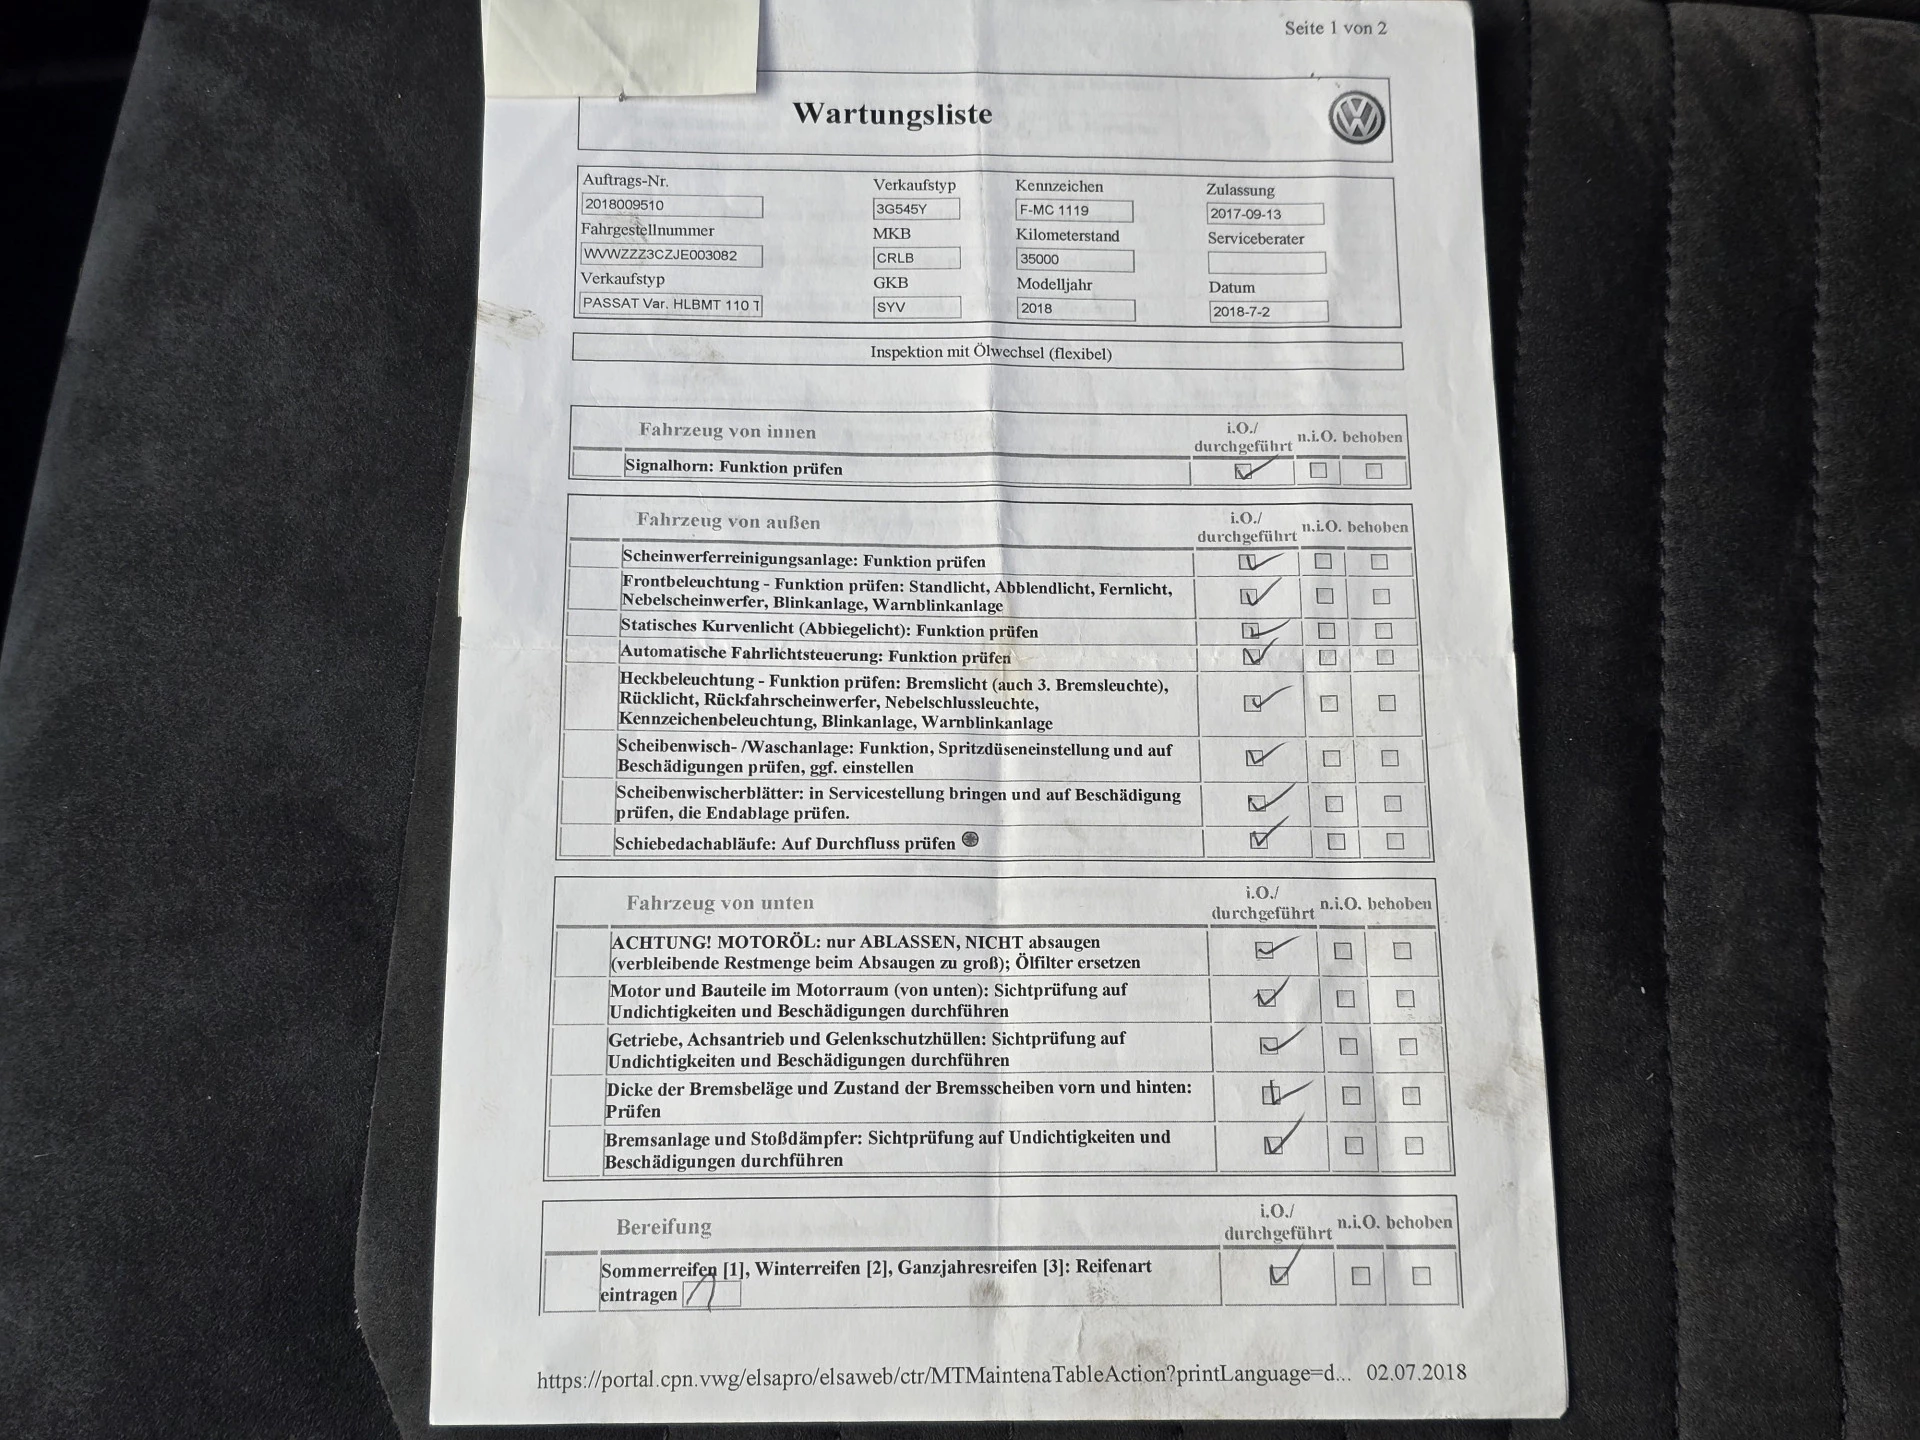 Seite 1 von 2
Wartungsliste
Auftrags-Nr.
2018009510
Verkaufstyp
3G545Y
Kennzeichen
F-MC 1119
Zulassung
2017-09-13
Fahrgestellnummer
WVWZZZ3CZJE003082
MKB
CRLB
Kilometerstand
35000
Serviceberater
Verkaufstyp
PASSAT Var. HLBMT 110 T
GKB
SYV
Modelljahr
2018
Datum
2018-7-2
Inspektion mit Ölwechsel (flexibel)
Fahrzeug von innen
i.O./
durchgeführt
n.i.O. behoben
Signalhorn: Funktion prüfen
Fahrzeug von außen
i.O./
durchgeführt
n.i.O. behoben
Scheinwerferreinigungsanlage: Funktion prüfen
Frontbeleuchtung - Funktion prüfen: Standlicht, Abblendlicht, Fernlicht,
Nebelscheinwerfer, Blinkanlage, Warnblinkanlage
Statisches Kurvenlicht (Abbiegelicht): Funktion prüfen
Automatische Fahrlichtsteuerung: Funktion prüfen
Heckbeleuchtung - Funktion prüfen: Bremslicht (auch 3. Bremsleuchte),
Rücklicht, Rückfahrscheinwerfer, Nebelschlussleuchte,
Kennzeichenbeleuchtung, Blinkanlage, Warnblinkanlage
Scheibenwisch- /Waschanlage: Funktion, Spritzdüseneinstellung und auf
Beschädigungen prüfen, ggf. einstellen
Scheibenwischerblätter: in Servicestellung bringen und auf Beschädigung
prüfen, die Endablage prüfen.
Schiebedachabläufe: Auf Durchfluss prüfen
Fahrzeug von unten
i.O./
durchgeführt
n.i.O. behoben
ACHTUNG! MOTORÖL: nur ABLASSEN, NICHT absaugen
(verbleibende Restmenge beim Absaugen zu groß); Ölfilter ersetzen
Motor und Bauteile im Motorraum (von unten): Sichtprüfung auf
Undichtigkeiten und Beschädigungen durchführen
Getriebe, Achsantrieb und Gelenkschutzhüllen: Sichtprüfung auf
Undichtigkeiten und Beschädigungen durchführen
Dicke der Bremsbeläge und Zustand der Bremsscheiben vorn und hinten:
Prüfen
Bremsanlage und Stoßdämpfer: Sichtprüfung auf Undichtigkeiten und
Beschädigungen durchführen
Bereifung
i.O./
durchgeführt
n.i.O. behoben
Sommerreifen [1], Winterreifen [2], Ganzjahresreifen [3]: Reifenart
eintragen 1
https://portal.cpn.vwg/elsapro/elsaweb/ctr/MTMaintenaTableAction?printLanguage=d... 02.07.2018